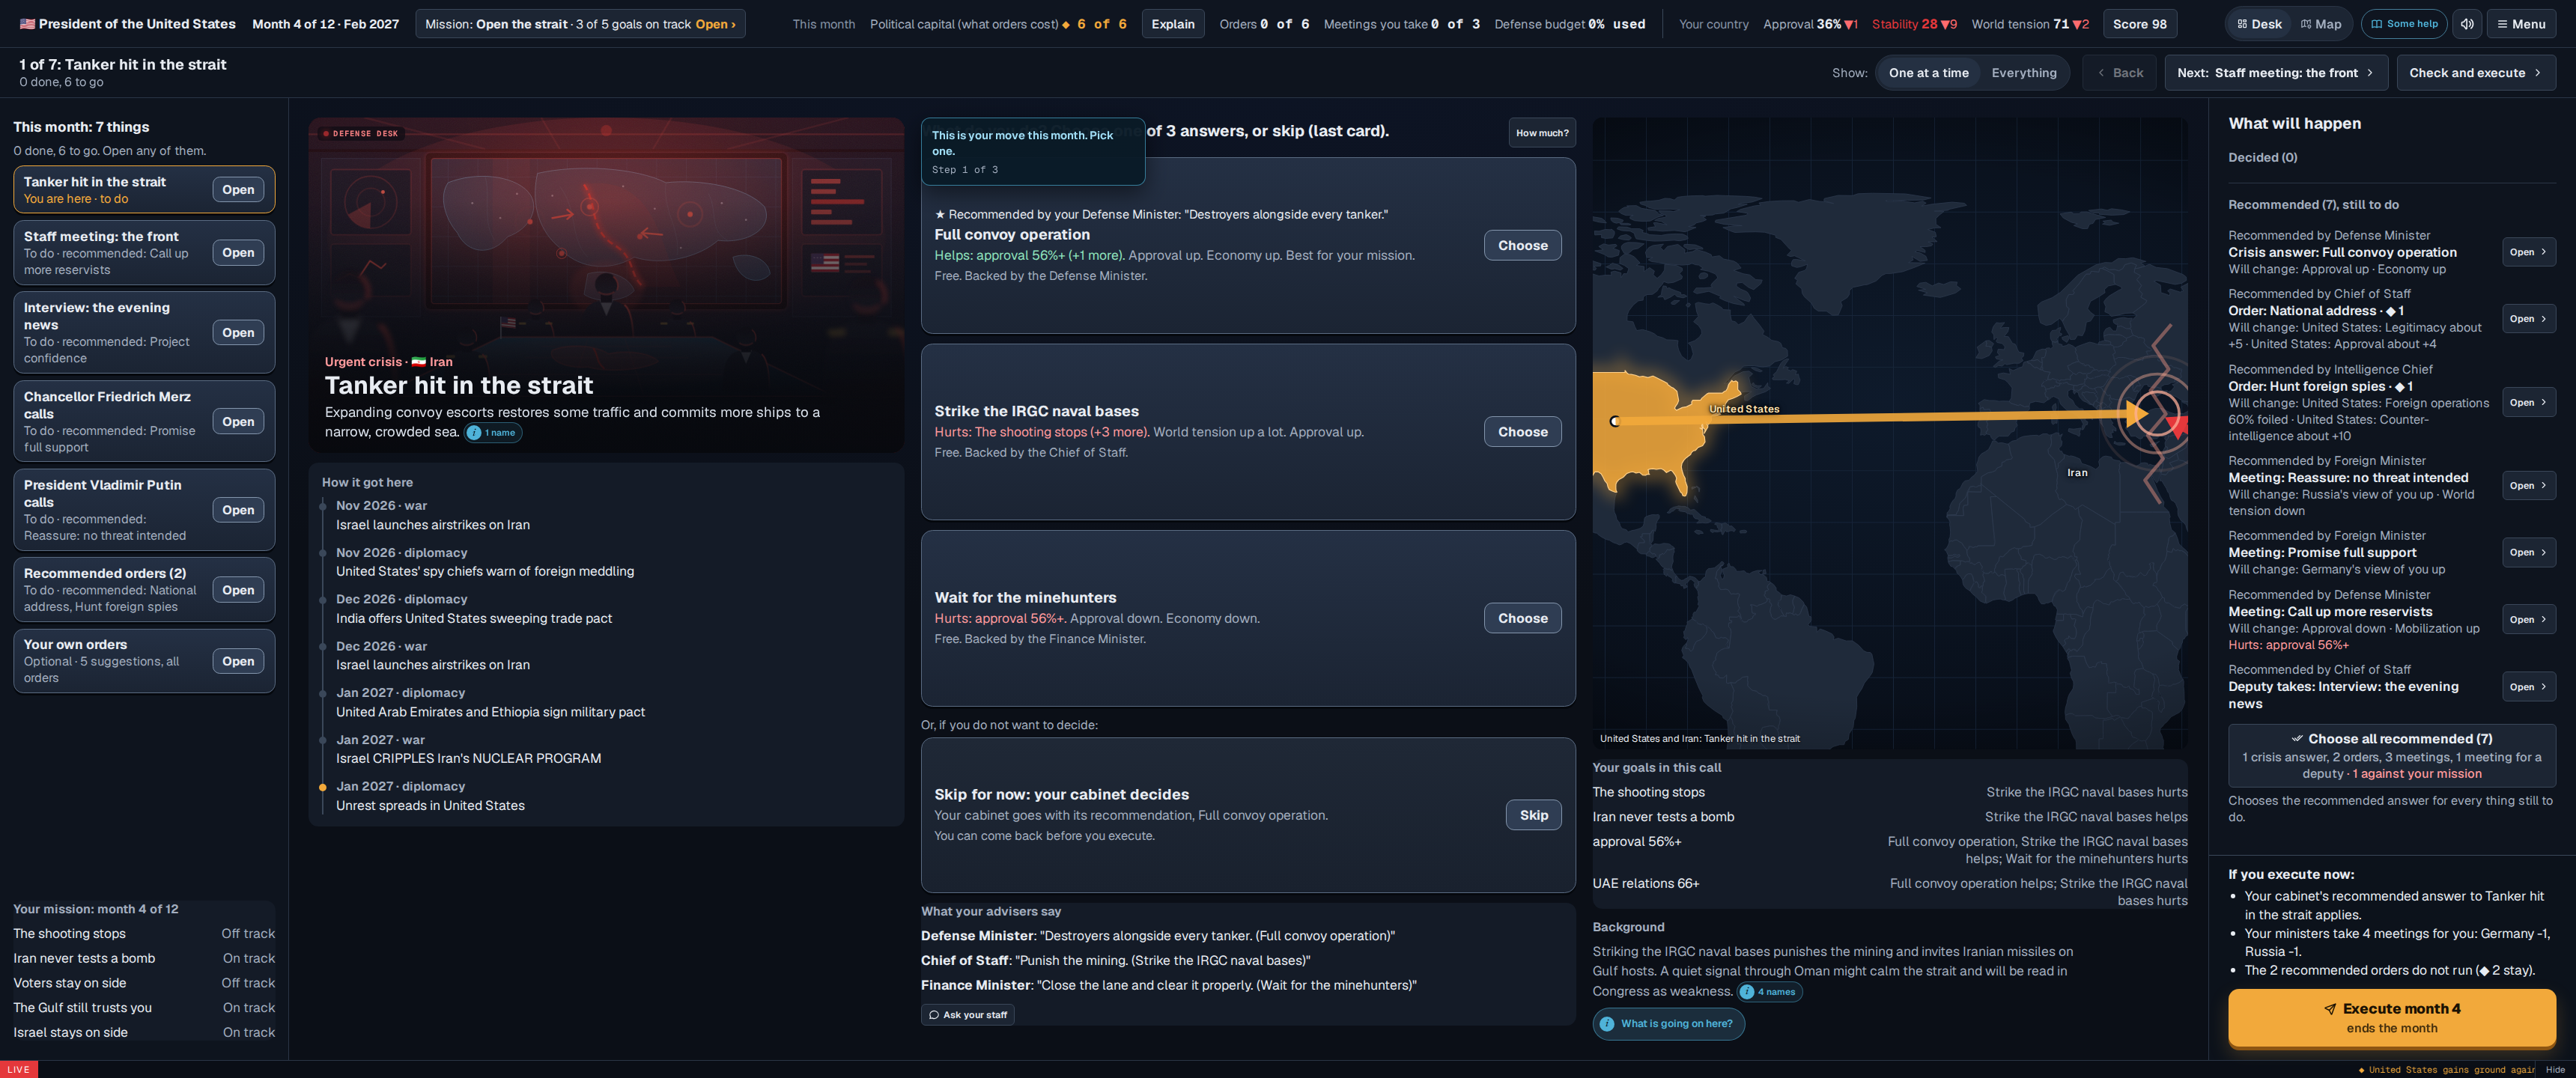 🇺🇸 President of the United States
Month 4 of 12 · Feb 2027
Mission: Open the strait · 3 of 5 goals on track Open ›
This month
Political capital (what orders cost) ◆ 6 of 6
Explain
Orders 0 of 6
Meetings you take 0 of 3
Defense budget 0% used
Your country
Approval 36% ▼1
Stability 28 ▼9
World tension 71 ▼2
Score 98
Desk
Map
Some help
Menu
1 of 7: Tanker hit in the strait
0 done, 6 to go
Show:
One at a time
Everything
Back
Next: Staff meeting: the front
Check and execute
This month: 7 things
0 done, 6 to go. Open any of them.
Tanker hit in the strait
You are here · to do
Open
Staff meeting: the front
To do · recommended: Call up
more reservists
Open
Interview: the evening
news
To do · recommended: Project
confidence
Open
Chancellor Friedrich Merz
calls
To do · recommended: Promise
full support
Open
President Vladimir Putin
calls
To do · recommended:
Reassure: no threat intended
Open
Recommended orders (2)
To do · recommended: National
address, Hunt foreign spies
Open
Your own orders
Optional · 5 suggestions, all
orders
Open
Your mission: month 4 of 12
The shooting stops Off track
Iran never tests a bomb On track
Voters stay on side Off track
The Gulf still trusts you On track
Israel stays on side On track
DEFENSE DESK
Urgent crisis · 🇮🇷 Iran
Tanker hit in the strait
Expanding convoy escorts restores some traffic and commits more ships to a
narrow, crowded sea. 1 name
How it got here
Nov 2026 · war
Israel launches airstrikes on Iran
Nov 2026 · diplomacy
United States' spy chiefs warn of foreign meddling
Dec 2026 · diplomacy
India offers United States sweeping trade pact
Dec 2026 · war
Israel launches airstrikes on Iran
Jan 2027 · diplomacy
United Arab Emirates and Ethiopia sign military pact
Jan 2027 · war
Israel CRIPPLES Iran's NUCLEAR PROGRAM
Jan 2027 · diplomacy
Unrest spreads in United States
This is your move this month. Pick
one.
Step 1 of 3
of 3 answers, or skip (last card).
How much?
★ Recommended by your Defense Minister: "Destroyers alongside every tanker."
Full convoy operation
Helps: approval 56%+ (+1 more). Approval up. Economy up. Best for your mission.
Free. Backed by the Defense Minister.
Choose
Strike the IRGC naval bases
Hurts: The shooting stops (+3 more). World tension up a lot. Approval up.
Free. Backed by the Chief of Staff.
Choose
Wait for the minehunters
Hurts: approval 56%+. Approval down. Economy down.
Free. Backed by the Finance Minister.
Choose
Or, if you do not want to decide:
Skip for now: your cabinet decides
Your cabinet goes with its recommendation, Full convoy operation.
You can come back before you execute.
Skip
What your advisers say
Defense Minister: "Destroyers alongside every tanker. (Full convoy operation)"
Chief of Staff: "Punish the mining. (Strike the IRGC naval bases)"
Finance Minister: "Close the lane and clear it properly. (Wait for the minehunters)"
Ask your staff
United States
Iran
United States and Iran: Tanker hit in the strait
Your goals in this call
The shooting stops Strike the IRGC naval bases hurts
Iran never tests a bomb Strike the IRGC naval bases helps
approval 56%+ Full convoy operation, Strike the IRGC naval bases
helps; Wait for the minehunters hurts
UAE relations 66+ Full convoy operation helps; Strike the IRGC naval
bases hurts
Background
Striking the IRGC naval bases punishes the mining and invites Iranian missiles on
Gulf hosts. A quiet signal through Oman might calm the strait and will be read in
Congress as weakness. 4 names
What is going on here?
What will happen
Decided (0)
Recommended (7), still to do
Recommended by Defense Minister
Crisis answer: Full convoy operation
Will change: Approval up · Economy up
Open
Recommended by Chief of Staff
Order: National address · ◆ 1
Will change: United States: Legitimacy about
+5 · United States: Approval about +4
Open
Recommended by Intelligence Chief
Order: Hunt foreign spies · ◆ 1
Will change: United States: Foreign operations
60% foiled · United States: Counter-
intelligence about +10
Open
Recommended by Foreign Minister
Meeting: Reassure: no threat intended
Will change: Russia's view of you up · World
tension down
Open
Recommended by Foreign Minister
Meeting: Promise full support
Will change: Germany's view of you up
Open
Recommended by Defense Minister
Meeting: Call up more reservists
Will change: Approval down · Mobilization up
Hurts: approval 56%+
Open
Recommended by Chief of Staff
Deputy takes: Interview: the evening
news
Open
Choose all recommended (7)
1 crisis answer, 2 orders, 3 meetings, 1 meeting for a
deputy · 1 against your mission
Chooses the recommended answer for every thing still to
do.
If you execute now:
• Your cabinet's recommended answer to Tanker hit
in the strait applies.
• Your ministers take 4 meetings for you: Germany -1,
Russia -1.
• The 2 recommended orders do not run (◆ 2 stay).
Execute month 4
ends the month
LIVE
◆ United States gains ground again
Hide